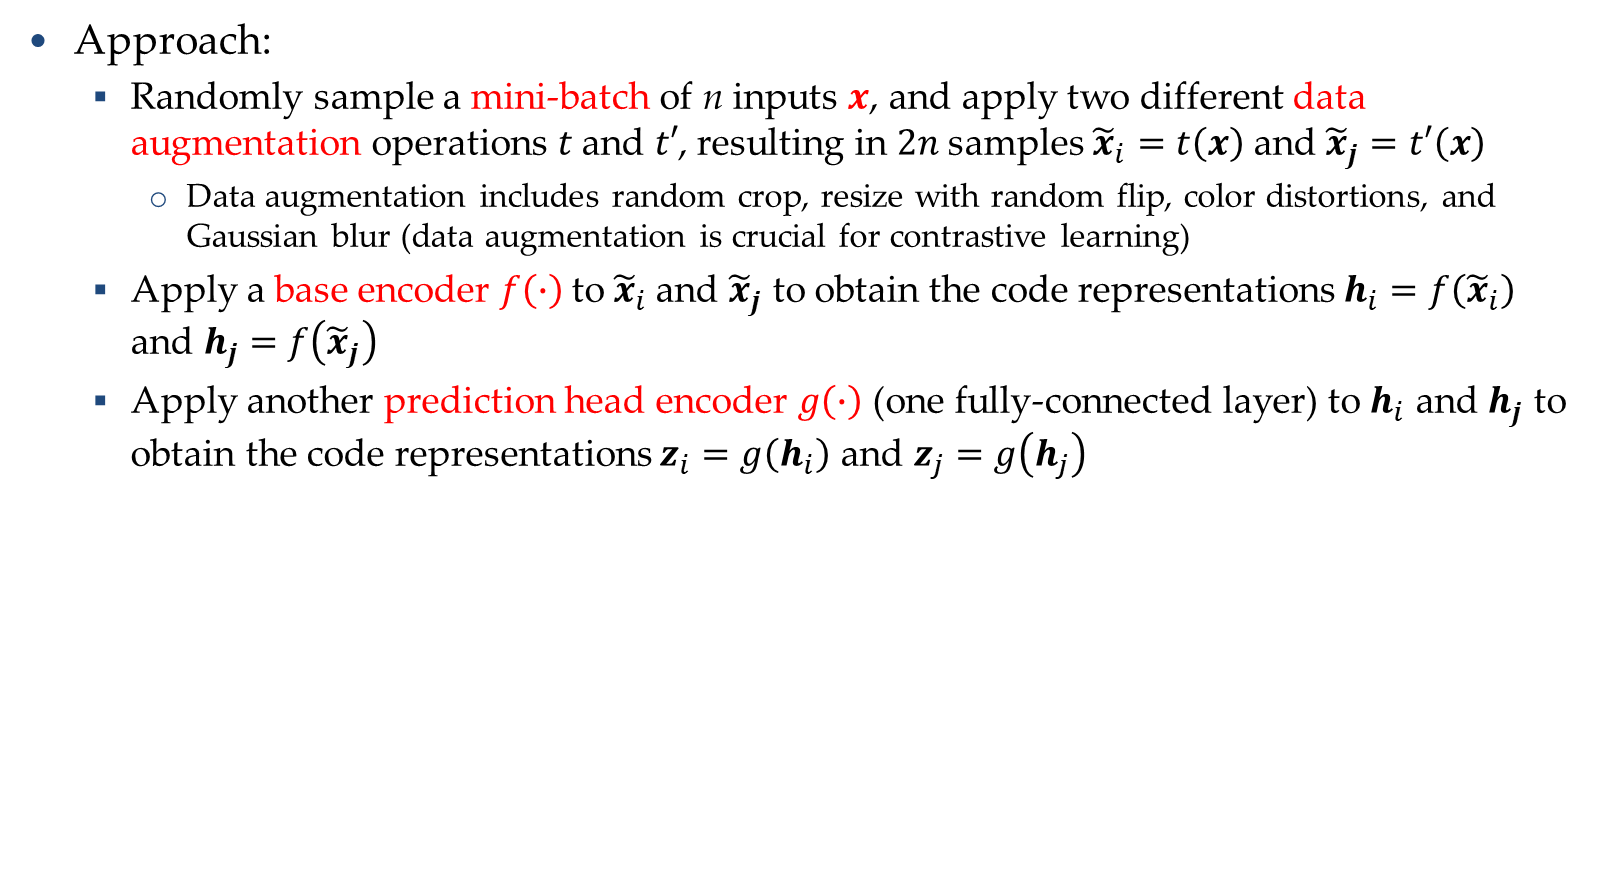 • Approach:
▪ Randomly sample a mini-batch of n inputs x, and apply two different data
augmentation operations t and t′, resulting in 2n samples x̃ᵢ = t(x) and x̃ⱼ = t′(x)
○ Data augmentation includes random crop, resize with random flip, color distortions, and
Gaussian blur (data augmentation is crucial for contrastive learning)
▪ Apply a base encoder f(·) to x̃ᵢ and x̃ⱼ to obtain the code representations hᵢ = f(x̃ᵢ)
and hⱼ = f(x̃ⱼ)
▪ Apply another prediction head encoder g(·) (one fully-connected layer) to hᵢ and hⱼ to
obtain the code representations zᵢ = g(hᵢ) and zⱼ = g(hⱼ)